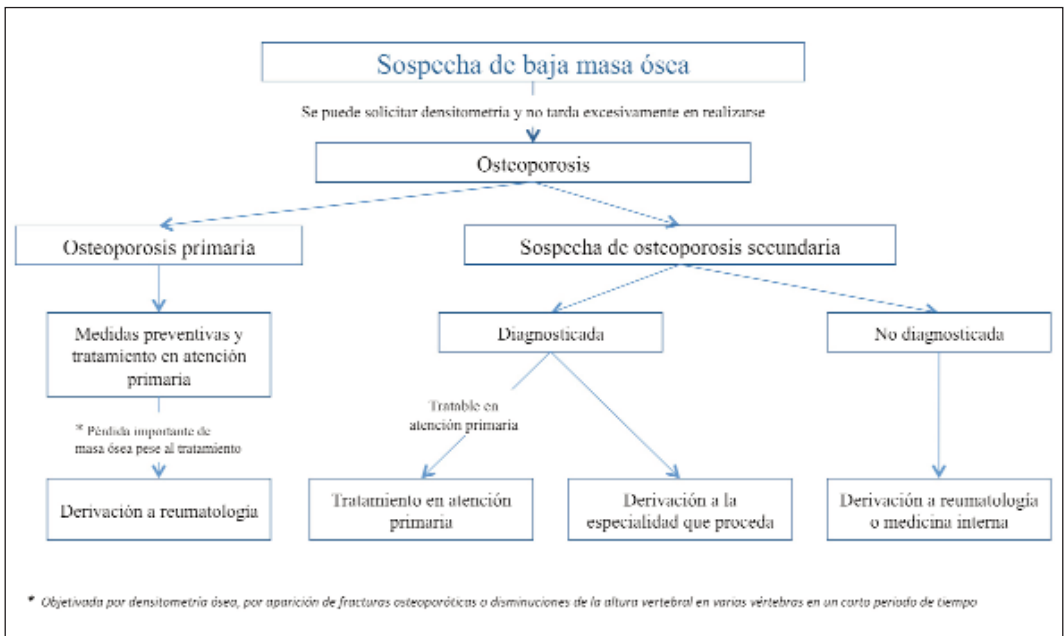 Sospecha de baja masa ósea
Se puede solicitar densitometría y no tarda excesivamente en realizarse
Osteoporosis
Osteoporosis primaria
Sospecha de osteoporosis secundaria
Medidas preventivas y
tratamiento en atención
primaria
Diagnosticada
No diagnosticada
Tratable en
atención primaria
* Pérdida importante de
masa ósea pese al tratamiento
Derivación a reumatología
Tratamiento en atención
primaria
Derivación a la
especialidad que proceda
Derivación a reumatología
o medicina interna
* Objetivada por densitometría ósea, por aparición de fracturas osteoporóticas o disminuciones de la altura vertebral en varias vértebras en un corto periodo de tiempo